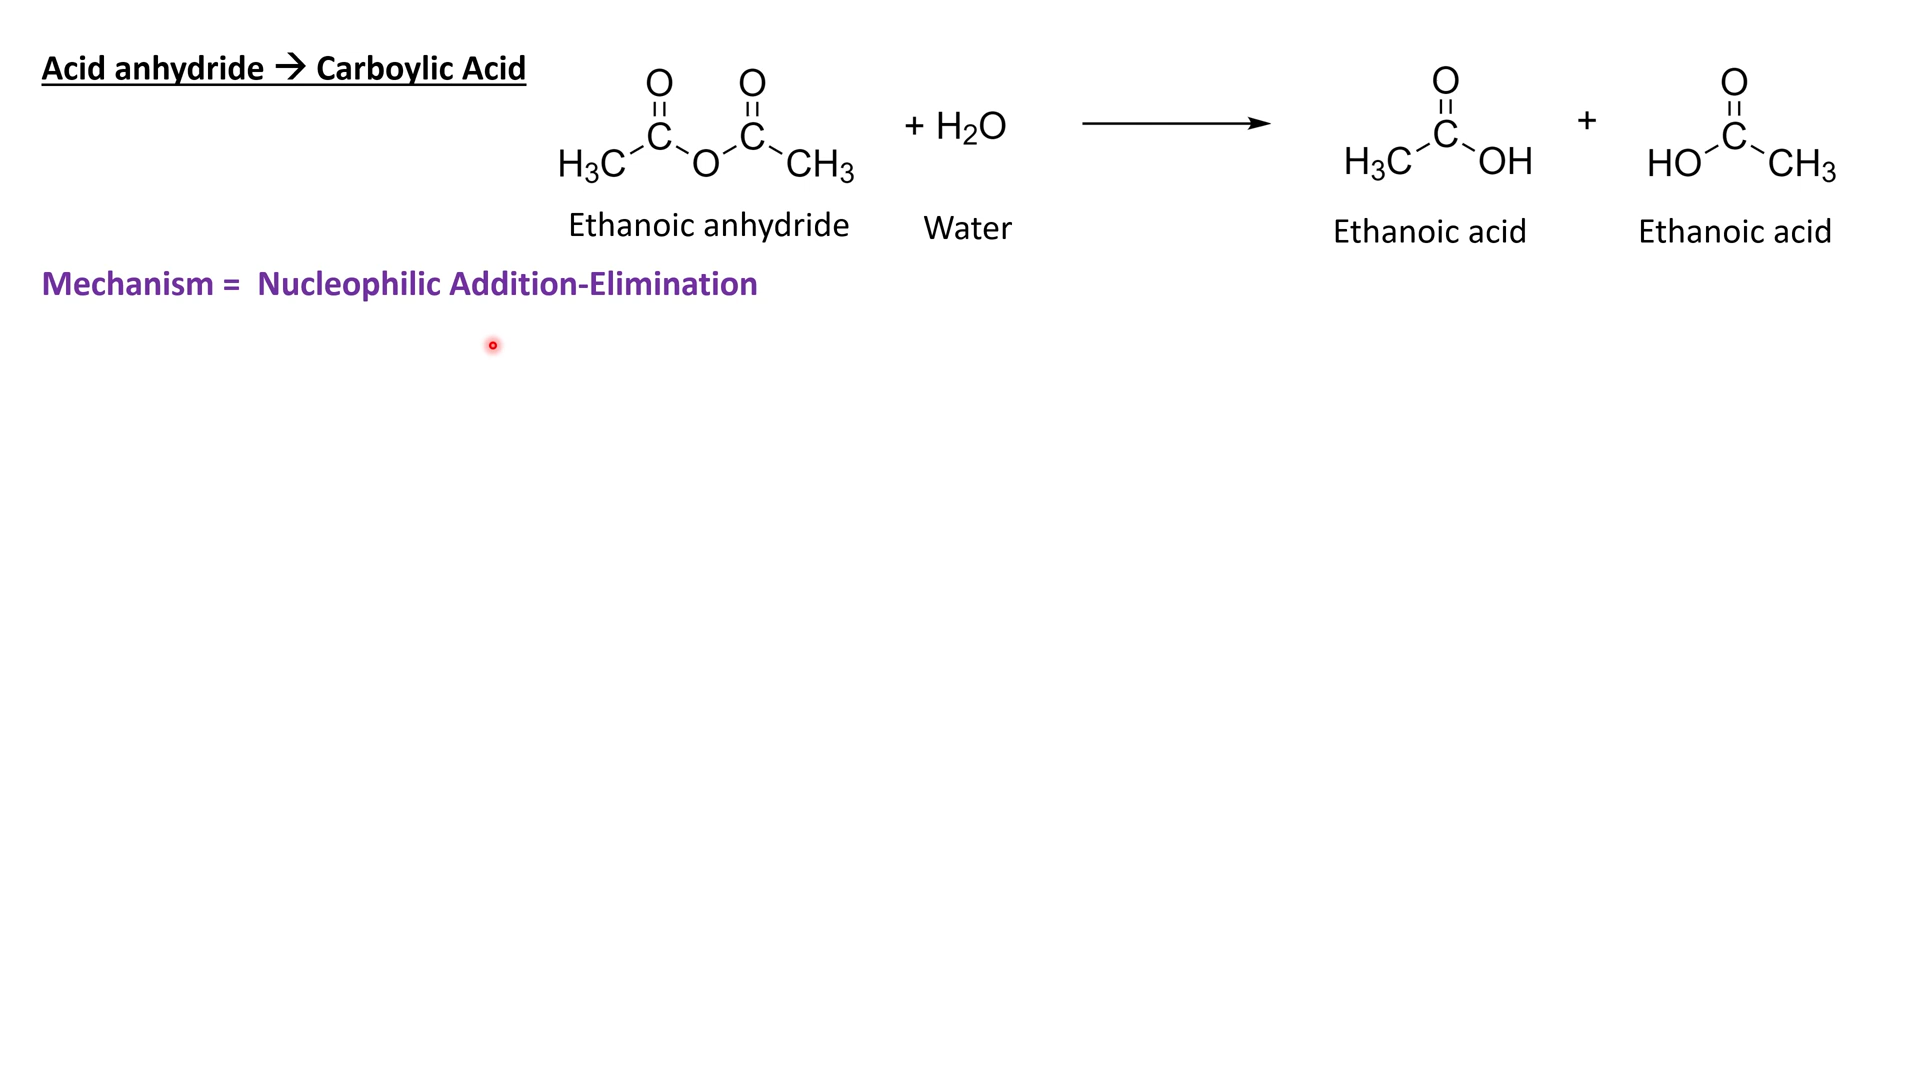 Acid anhydride → Carboylic Acid
O O
C C
H₃C O CH₃
+ H₂O
O
C
H₃C OH
+
O
C
HO CH₃
Ethanoic anhydride
Water
Ethanoic acid
Ethanoic acid
Mechanism = Nucleophilic Addition-Elimination